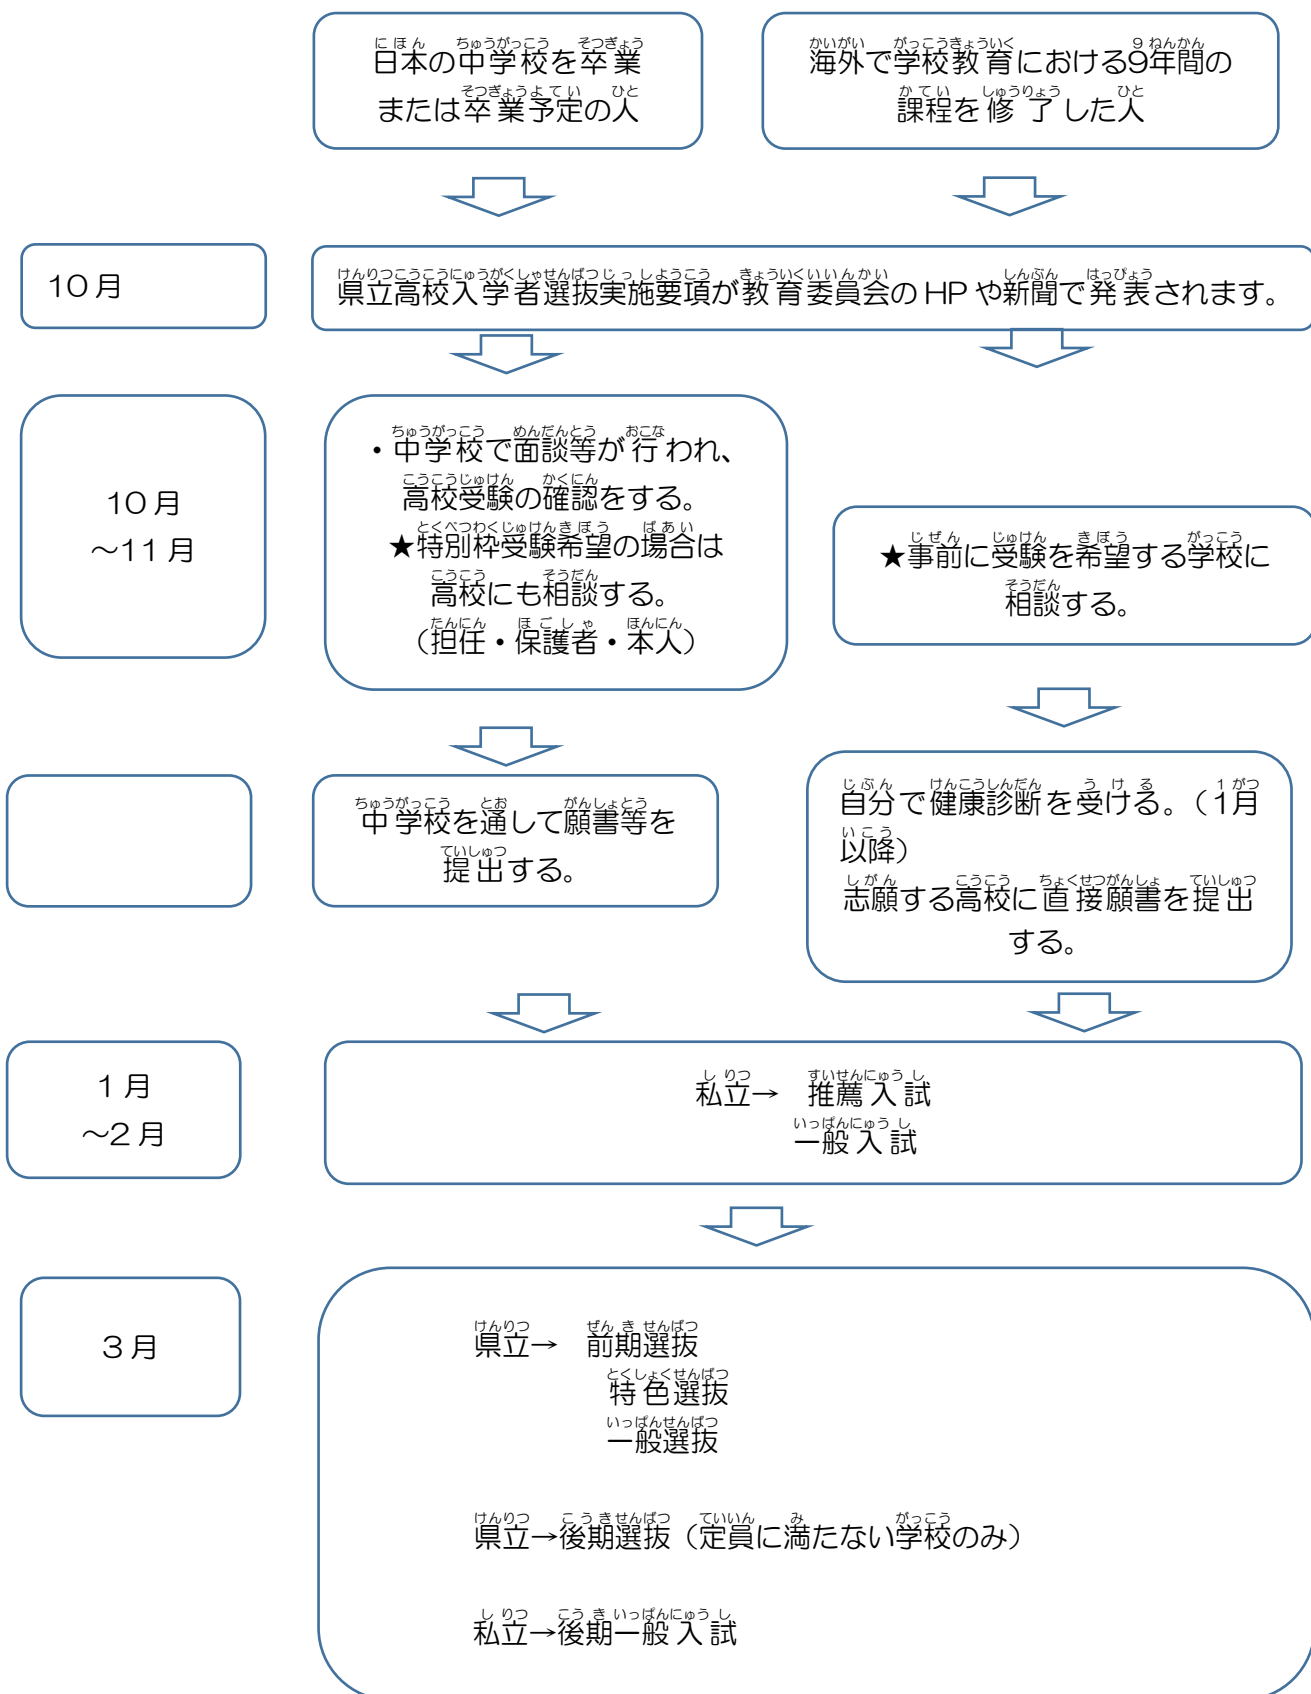 日本の中学校を卒業
または卒業予定の人
海外で学校教育における9年間の
課程を修了した人
10月
県立高校入学者選抜実施要項が教育委員会のHPや新聞で発表されます。
10月
～11月
・中学校で面談等が行われ、
高校受験の確認をする。
★特別枠受験希望の場合は
高校にも相談する。
（担任・保護者・本人）
★事前に受験を希望する学校に
相談する。
中学校を通して願書等を
提出する。
自分で健康診断を受ける。（1月
以降）
志願する高校に直接願書を提出
する。
1月
～2月
私立→　推薦入試
一般入試
3月
県立→　前期選抜
特色選抜
一般選抜
県立→後期選抜（定員に満たない学校のみ）
私立→後期一般入試